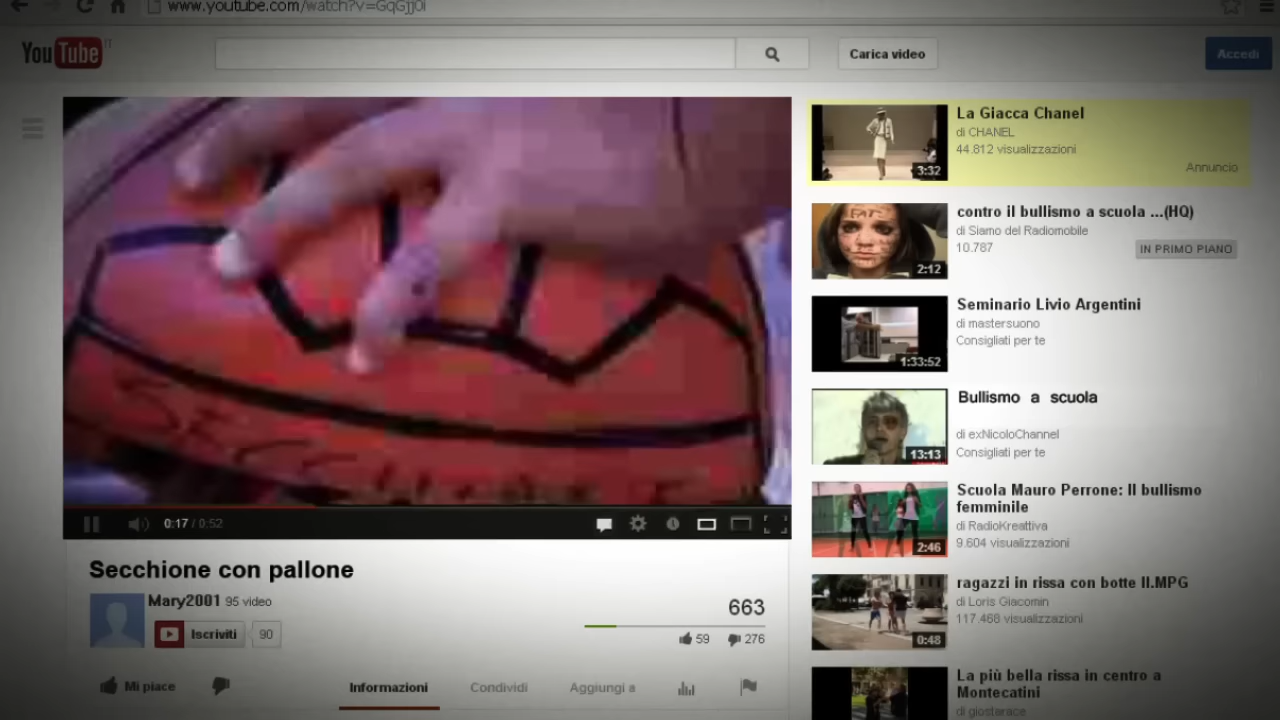 www.youtube.com/watch?v=GqGjj0i
YouTube IT
Carica video
Accedi
La Giacca Chanel
di CHANEL
44.812 visualizzazioni
Annuncio
3:32
contro il bullismo a scuola ...(HQ)
di Siamo del Radiomobile
10.787
IN PRIMO PIANO
2:12
Seminario Livio Argentini
di mastersuono
Consigliati per te
1:33:52
Bullismo a scuola
di exNicoloChannel
Consigliati per te
13:13
Scuola Mauro Perrone: Il bullismo
femminile
di RadioKreattiva
9.604 visualizzazioni
2:46
ragazzi in rissa con botte II.MPG
di Loris Giacomin
117.468 visualizzazioni
0:48
La più bella rissa in centro a
Montecatini
di giostarace
0:17 / 0:52
Secchione con pallone
Mary2001 95 video
Iscriviti 90
663
59 276
Mi piace
Informazioni Condividi Aggiungi a